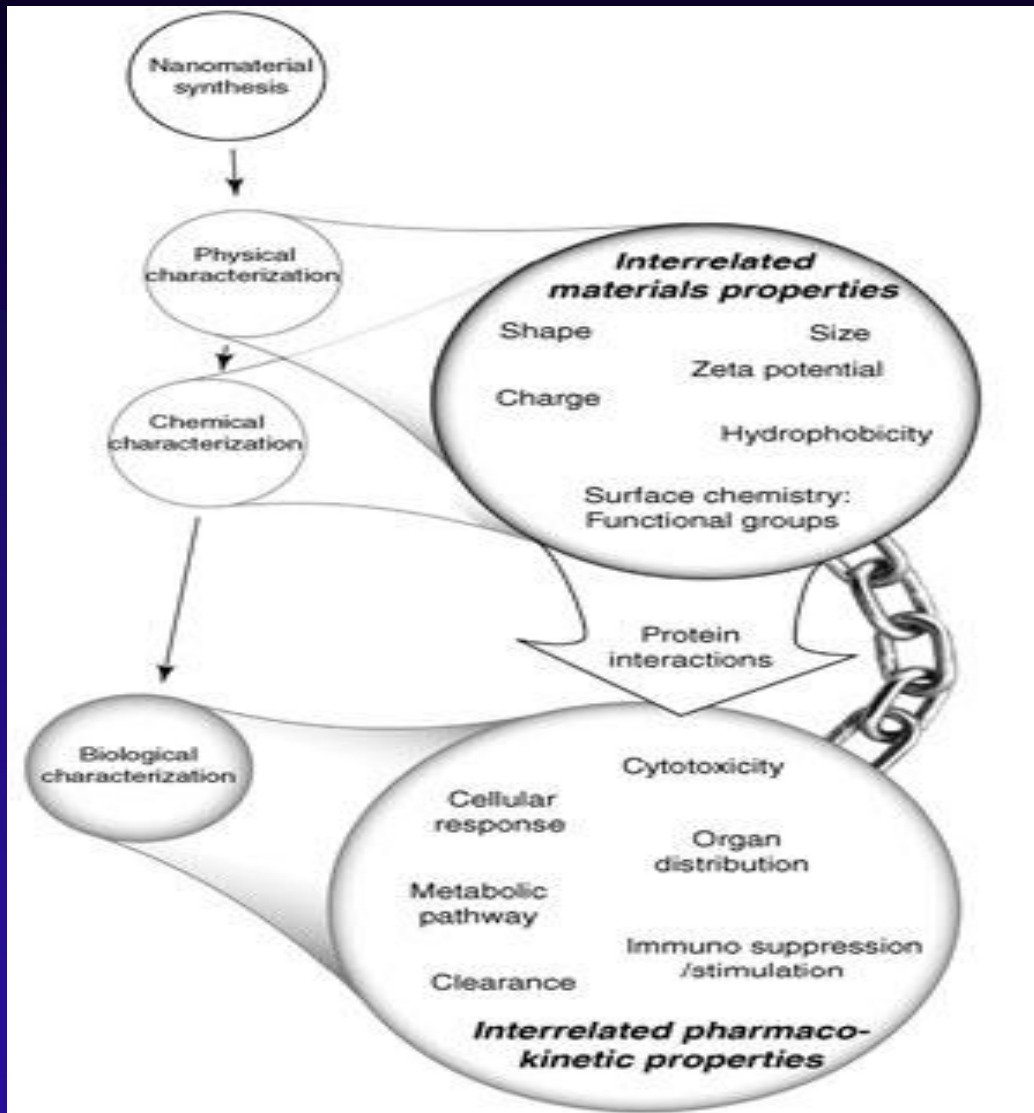 Nanomaterial
synthesis
Physical
characterization
Interrelated
materials properties
Shape
Size
Zeta potential
Charge
Hydrophobicity
Surface chemistry:
Functional groups
Chemical
characterization
Protein
interactions
Biological
characterization
Cytotoxicity
Cellular
response
Organ
distribution
Metabolic
pathway
Immuno suppression
/stimulation
Clearance
Interrelated pharmaco-
kinetic properties